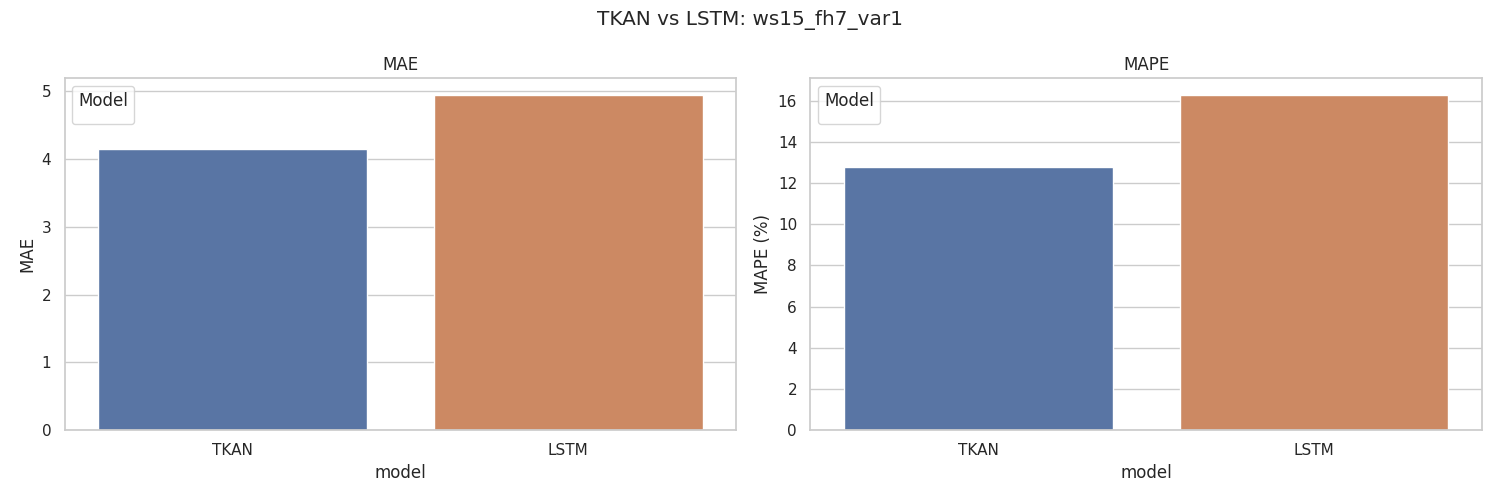 TKAN vs LSTM: ws15_fh7_var1
MAE
Model
5
4
3
2
1
0
MAE
TKAN
LSTM
model
MAPE
Model
16
14
12
10
8
6
4
2
0
MAPE (%)
TKAN
LSTM
model